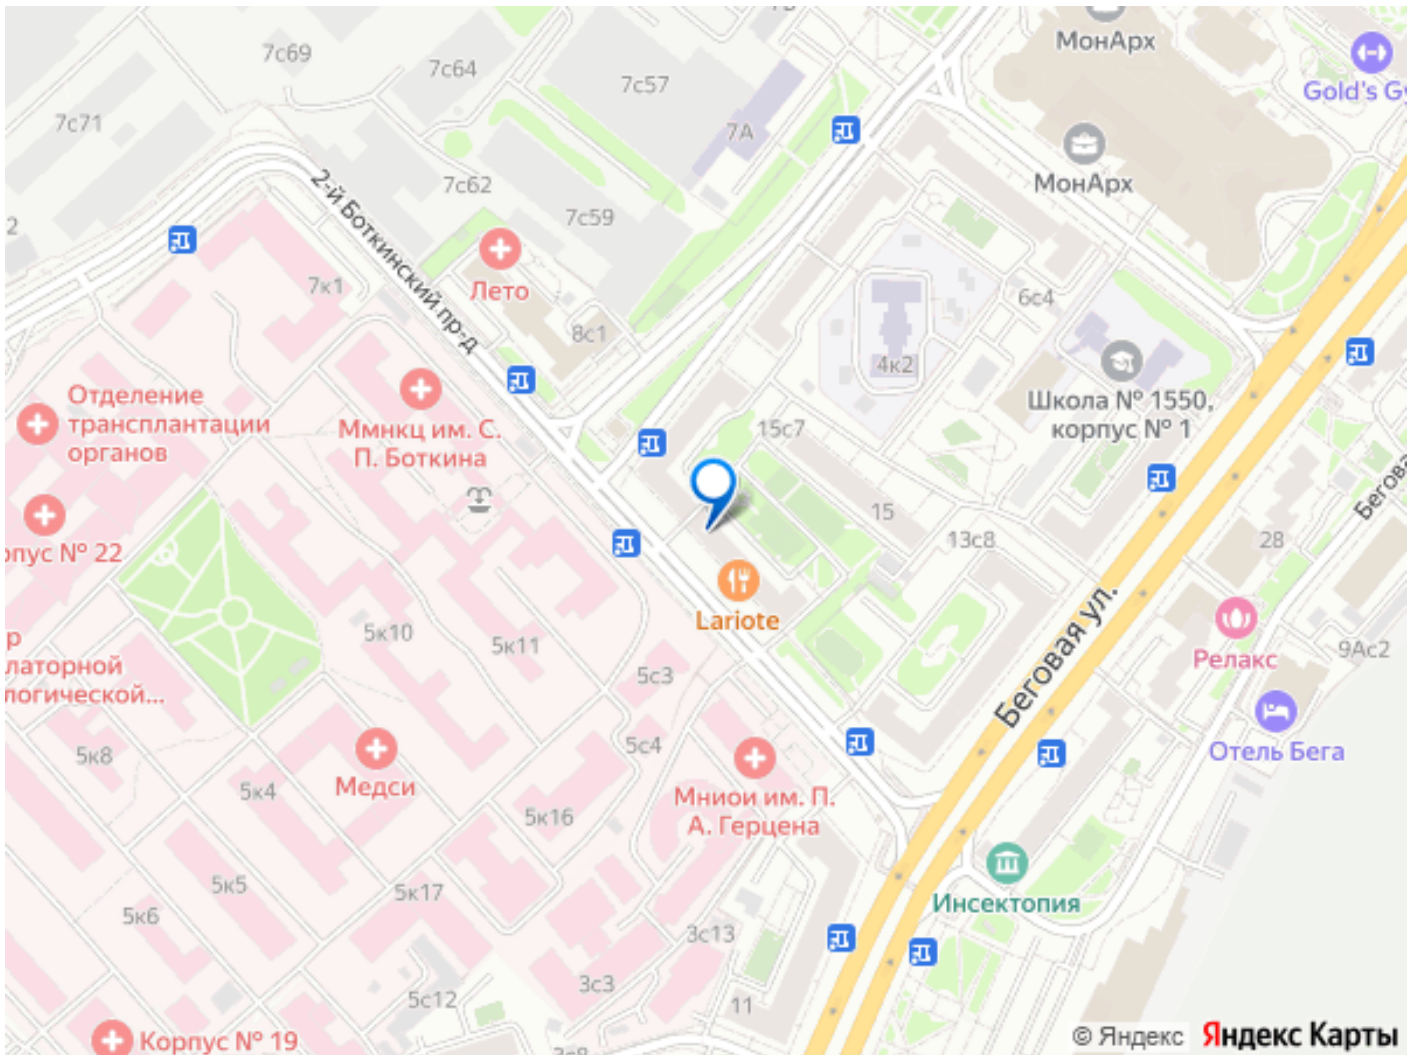 МонАрх
7с69
7с64
7с57
Gold's Gy
7с71
7А
МонАрх
7с62
2-й Боткинский пр-д
7с59
2
7к1
Лето
6с4
8с1
4к2
Отделение
трансплантации
органов
Ммнкц им. С.
П. Боткина
Школа № 1550,
корпус № 1
15с7
Бегова
15
13с8
28
рпус № 22
Lariote
Беговая ул.
5к10
5к11
р
латорной
логической...
5с3
Релакс
9Ас2
5к8
5с4
Отель Бега
Медси
5к4
Мниои им. П.
А. Герцена
5к16
5к5
5к17
Инсектопия
5к6
3с13
3с3
5с12
11
Корпус № 19
© Яндекс Яндекс Карты